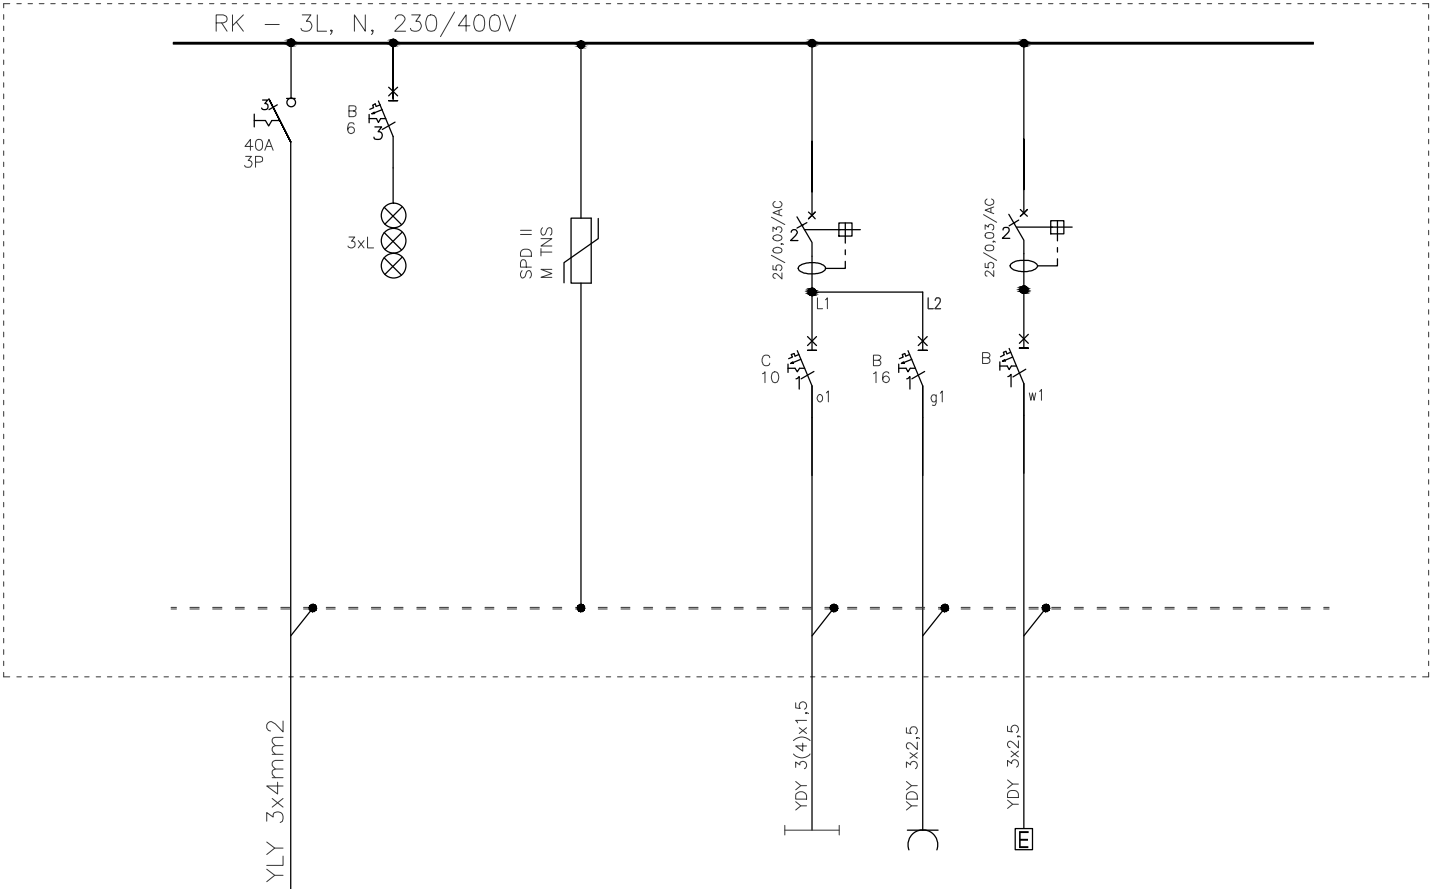 RK - 3L, N, 230/400V
3
40A
3P
B
6
3
3xL
SPD II
M TNS
25/0,03/AC
2
L1
L2
C
10
1
o1
B
16
1
g1
25/0,03/AC
2
B
1
w1
YLY 3x4mm2
YDY 3(4)x1,5
YDY 3x2,5
YDY 3x2,5
E